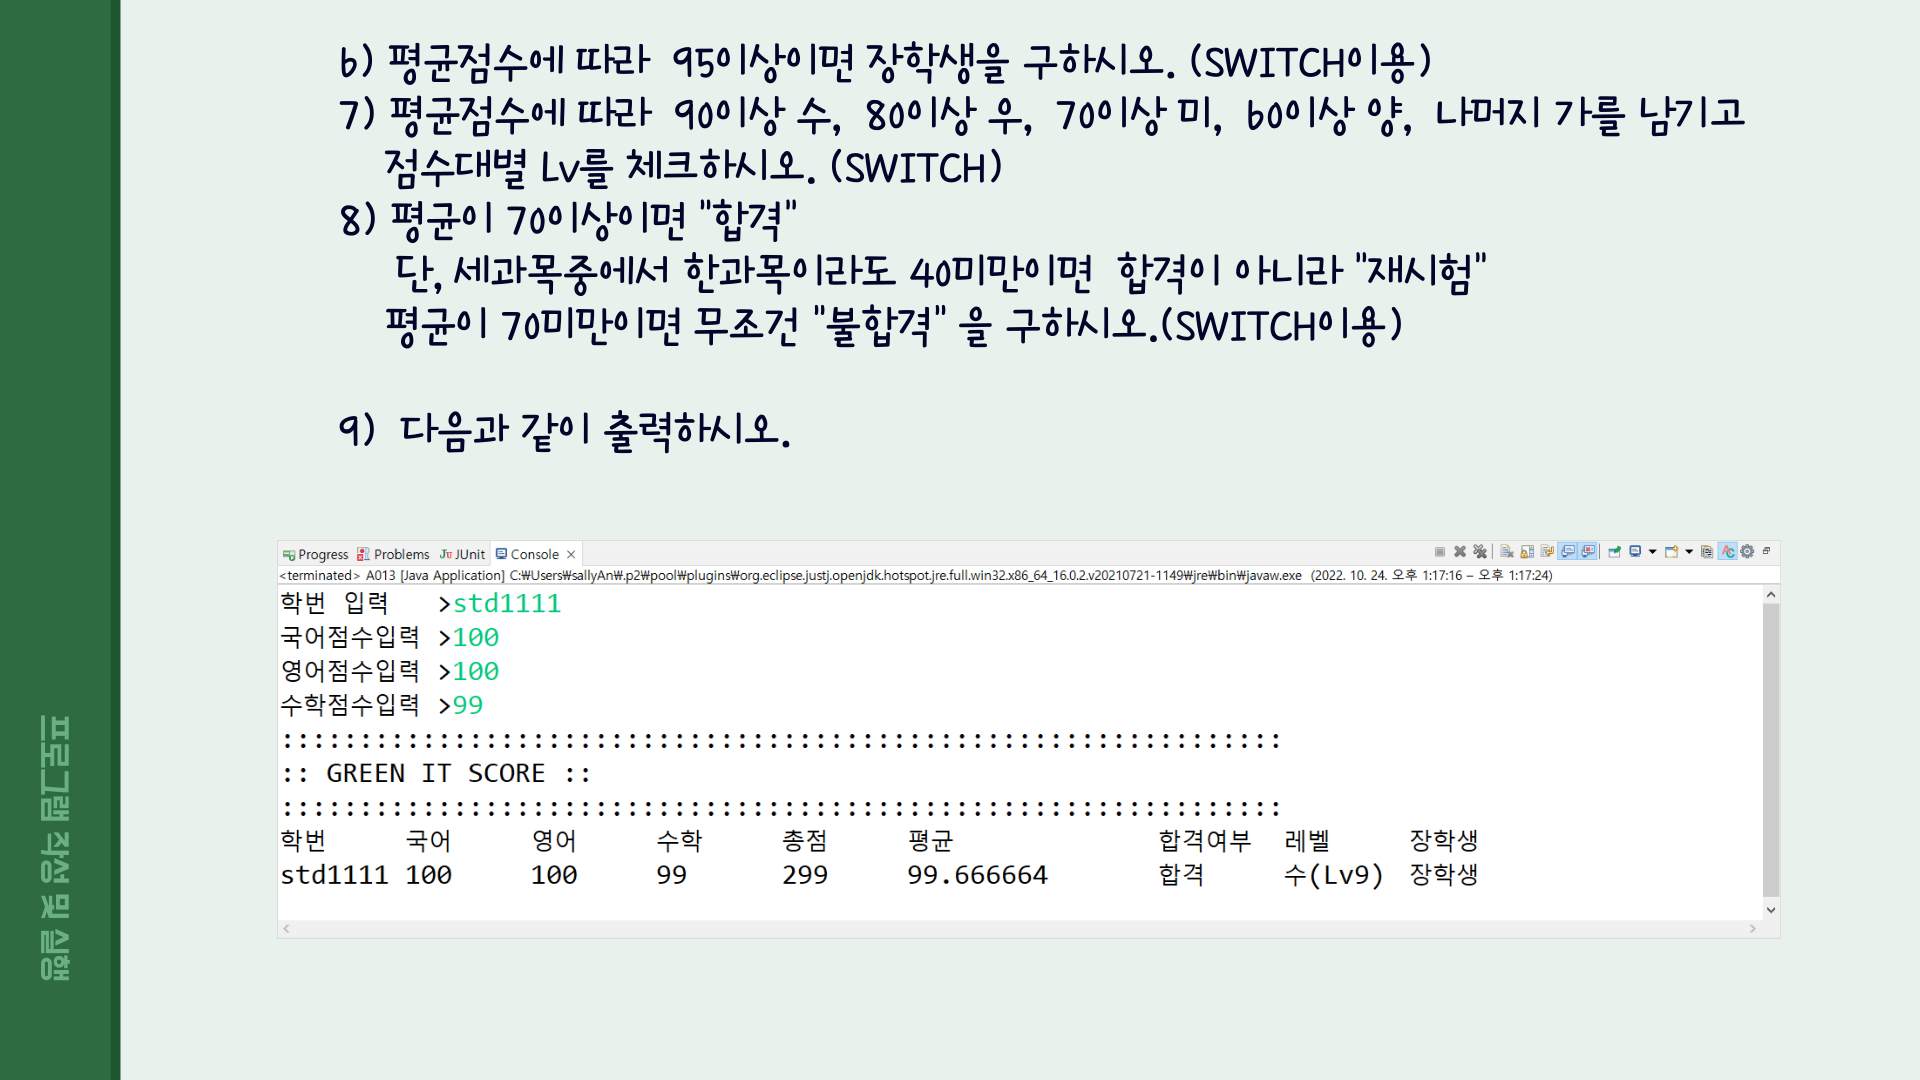 6) 평균점수에 따라  95이상이면 장학생을 구하시오. (SWITCH이용)
7) 평균점수에 따라  90이상 수,  80이상 우,  70이상 미,  60이상 양,  나머지 가를 남기고
점수대별 Lv를 체크하시오. (SWITCH)
8) 평균이 70이상이면 "합격"
단, 세과목중에서 한과목이라도 40미만이면  합격이 아니라 "재시험"
평균이 70미만이면 무조건 "불합격" 을 구하시오.(SWITCH이용)
9)  다음과 같이 출력하시오.
Progress Problems JUnit Console
<terminated> A013 [Java Application] C:₩Users₩sallyAn₩.p2₩pool₩plugins₩org.eclipse.justj.openjdk.hotspot.jre.full.win32.x86_64_16.0.2.v20210721-1149₩jre₩bin₩javaw.exe  (2022. 10. 24. 오후 1:17:16 – 오후 1:17:24)
학번 입력   >std1111
국어점수입력 >100
영어점수입력 >100
수학점수입력 >99
::::::::::::::::::::::::::::::::::::::::::::::::::::::::::::::::
:: GREEN IT SCORE ::
::::::::::::::::::::::::::::::::::::::::::::::::::::::::::::::::
학번 국어 영어 수학 총점 평균 합격여부 레벨 장학생
std1111 100 100 99 299 99.666664 합격 수(Lv9) 장학생
프로그램 작성 및 실행